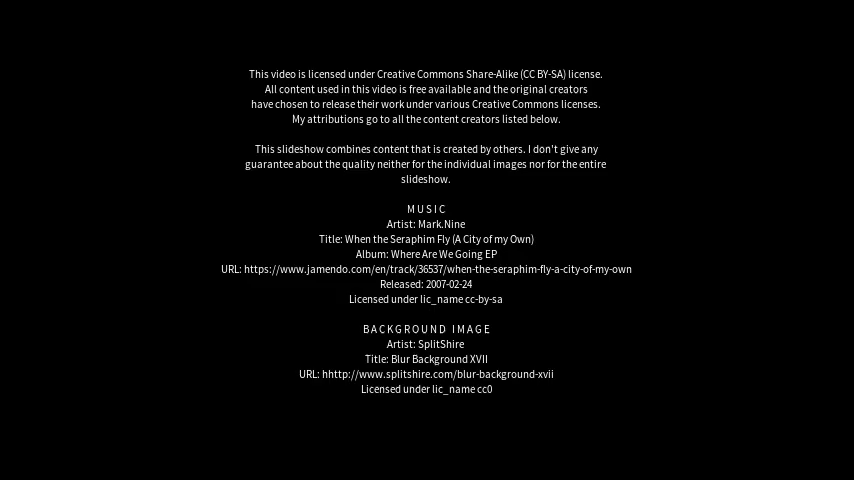 This video is licensed under Creative Commons Share-Alike (CC BY-SA) license.
All content used in this video is free available and the original creators
have chosen to release their work under various Creative Commons licenses.
My attributions go to all the content creators listed below.
This slideshow combines content that is created by others. I don't give any
guarantee about the quality neither for the individual images nor for the entire
slideshow.
MUSIC
Artist: Mark.Nine
Title: When the Seraphim Fly (A City of my Own)
Album: Where Are We Going EP
URL: https://www.jamendo.com/en/track/36537/when-the-seraphim-fly-a-city-of-my-own
Released: 2007-02-24
Licensed under lic_name cc-by-sa
BACKGROUND IMAGE
Artist: SplitShire
Title: Blur Background XVII
URL: hhttp://www.splitshire.com/blur-background-xvii
Licensed under lic_name cc0